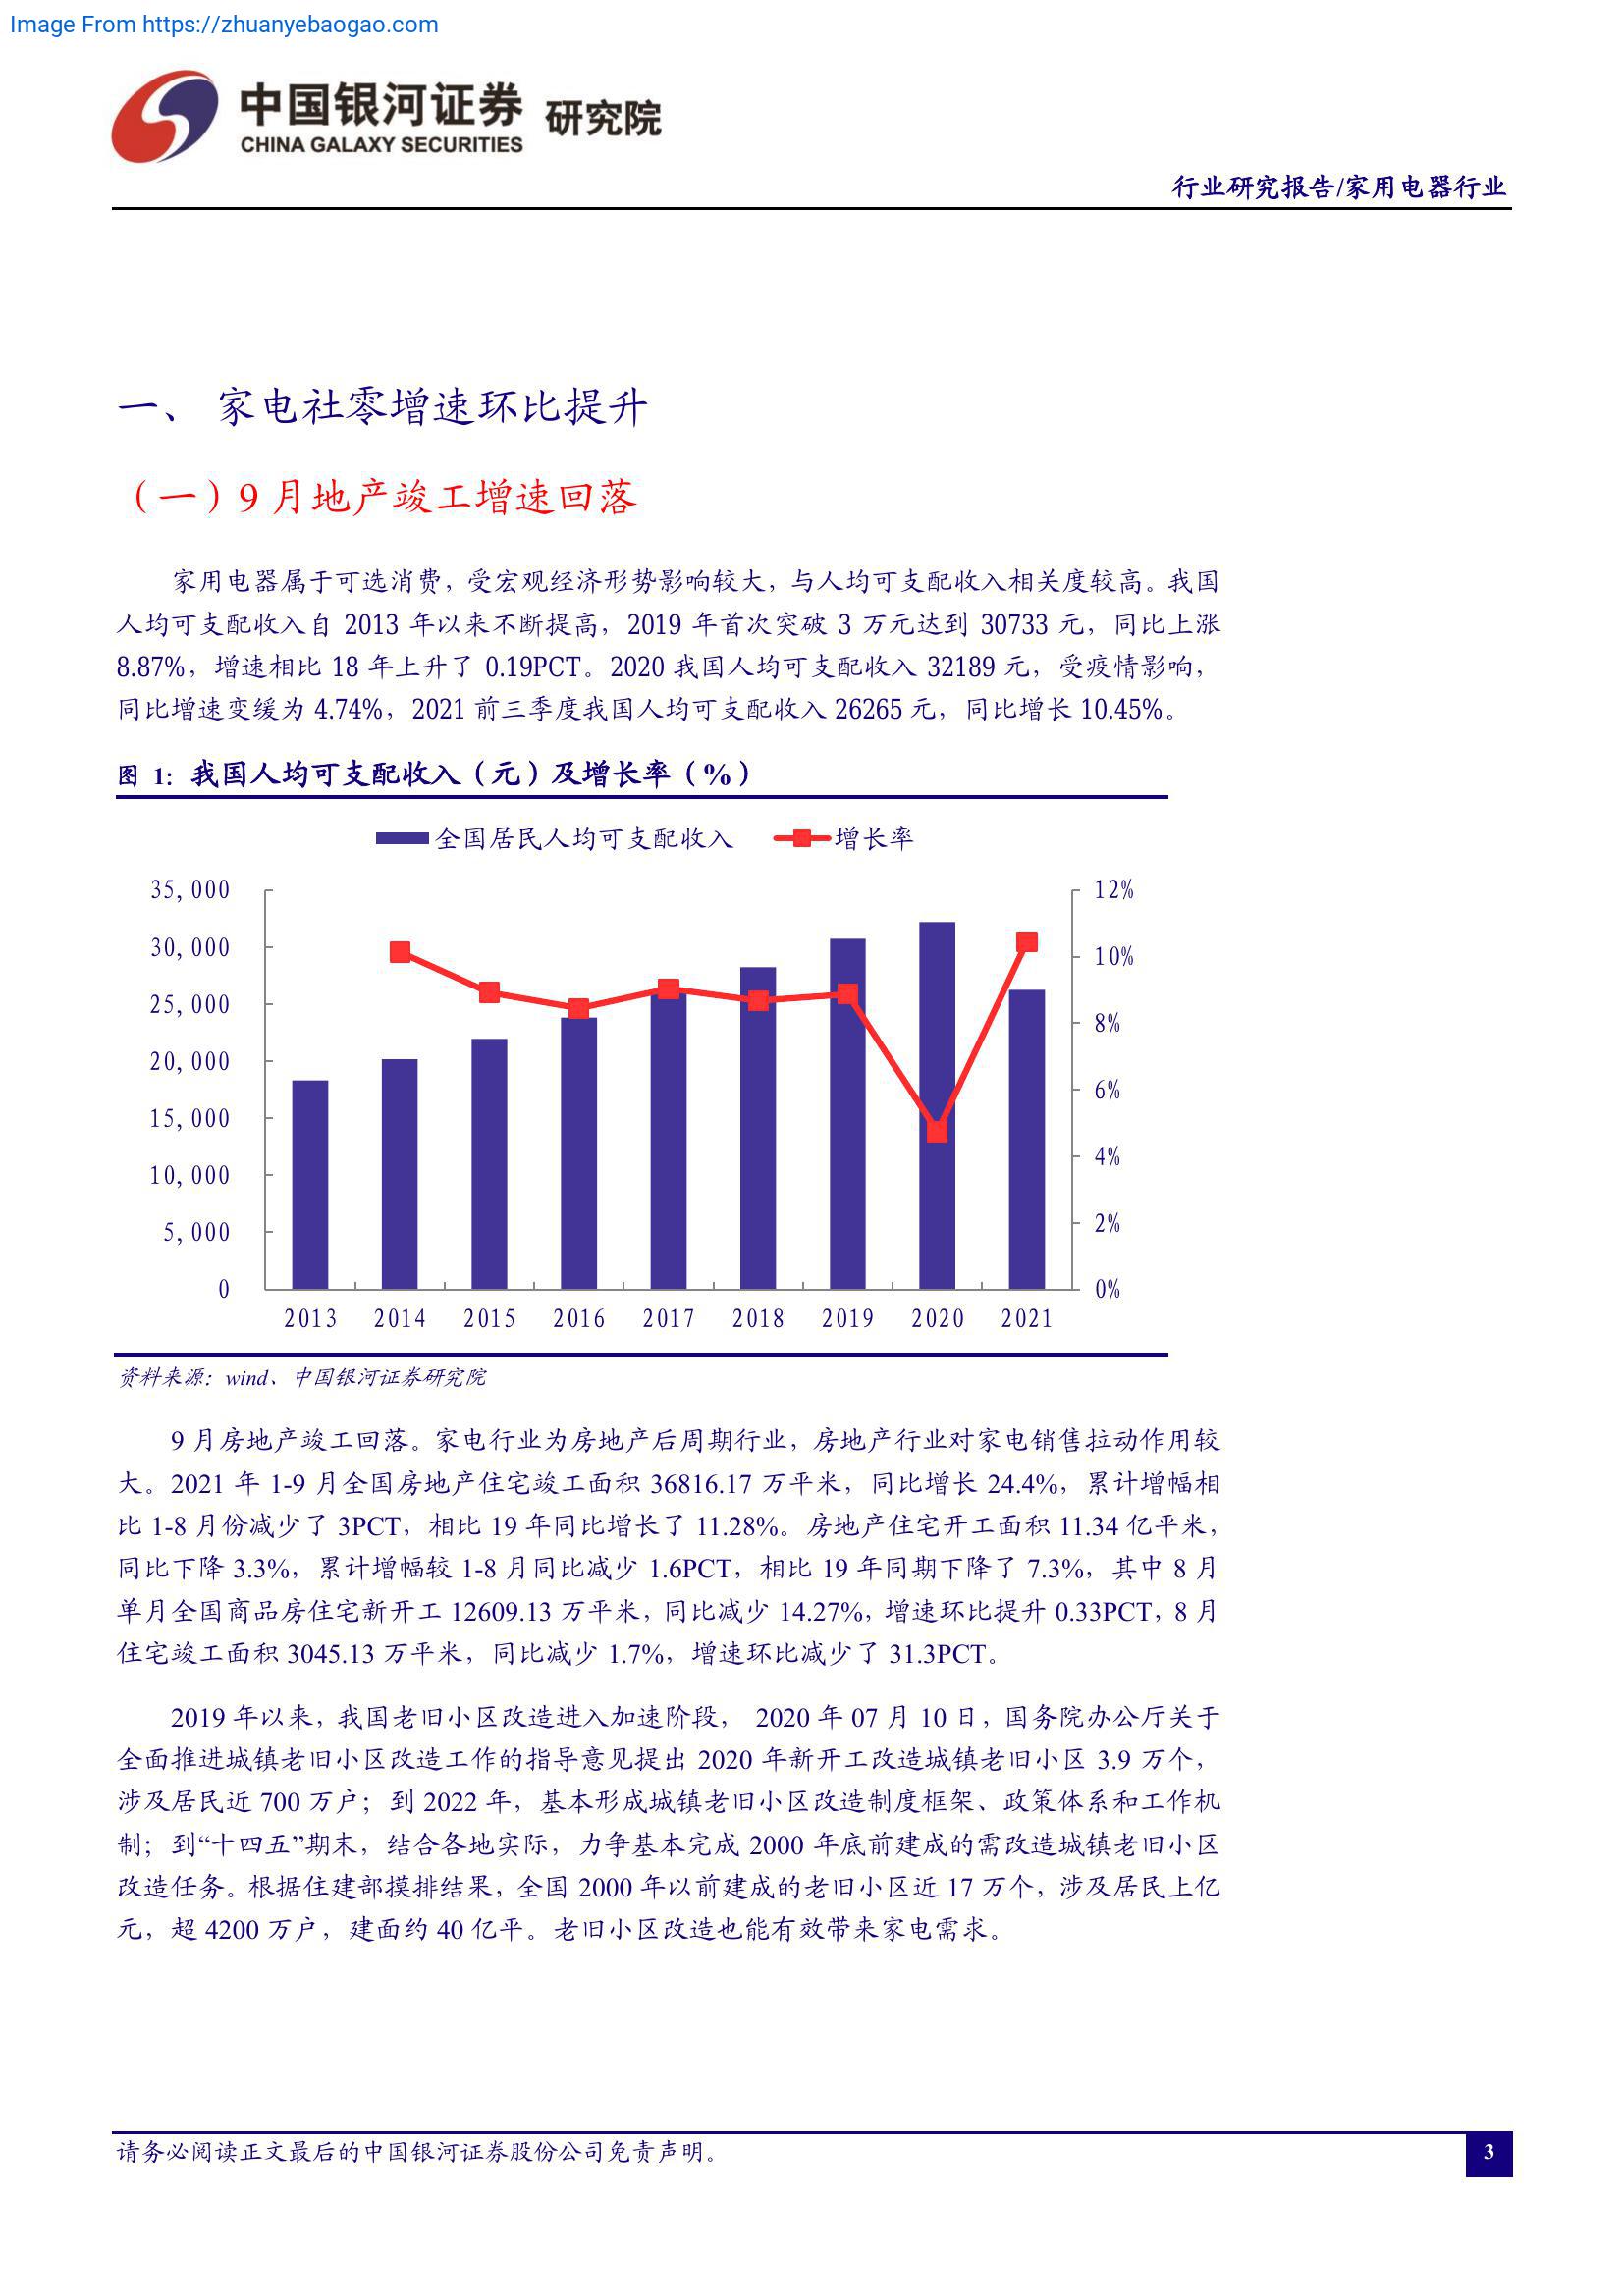 Image From https://zhuanyebaogao.com
中国银河证券 研究院
CHINA GALAXY SECURITIES
行业研究报告/家用电器行业
一、 家电社零增速环比提升
（一）9 月地产竣工增速回落
家用电器属于可选消费，受宏观经济形势影响较大，与人均可支配收入相关度较高。我国
人均可支配收入自 2013 年以来不断提高，2019 年首次突破 3 万元达到 30733 元，同比上涨
8.87%，增速相比 18 年上升了 0.19PCT。2020 我国人均可支配收入 32189 元，受疫情影响，
同比增速变缓为 4.74%，2021 前三季度我国人均可支配收入 26265 元，同比增长 10.45%。
图 1：我国人均可支配收入（元）及增长率（%）
全国居民人均可支配收入 增长率
35,000 12%
30,000 10%
25,000 8%
20,000 6%
15,000 4%
10,000 2%
5,000 0%
0
2013 2014 2015 2016 2017 2018 2019 2020 2021
资料来源：wind、中国银河证券研究院
9 月房地产竣工回落。家电行业为房地产后周期行业，房地产行业对家电销售拉动作用较
大。2021 年 1-9 月全国房地产住宅竣工面积 36816.17 万平米，同比增长 24.4%，累计增幅相
比 1-8 月份减少了 3PCT，相比 19 年同比增长了 11.28%。房地产住宅开工面积 11.34 亿平米，
同比下降 3.3%，累计增幅较 1-8 月同比减少 1.6PCT，相比 19 年同期下降了 7.3%，其中 8 月
单月全国商品房住宅新开工 12609.13 万平米，同比减少 14.27%，增速环比提升 0.33PCT，8 月
住宅竣工面积 3045.13 万平米，同比减少 1.7%，增速环比减少了 31.3PCT。
2019 年以来，我国老旧小区改造进入加速阶段， 2020 年 07 月 10 日，国务院办公厅关于
全面推进城镇老旧小区改造工作的指导意见提出 2020 年新开工改造城镇老旧小区 3.9 万个，
涉及居民近 700 万户；到 2022 年，基本形成城镇老旧小区改造制度框架、政策体系和工作机
制；到“十四五”期末，结合各地实际，力争基本完成 2000 年底前建成的需改造城镇老旧小区
改造任务。根据住建部摸排结果，全国 2000 年以前建成的老旧小区近 17 万个，涉及居民上亿
元，超 4200 万户，建面约 40 亿平。老旧小区改造也能有效带来家电需求。
请务必阅读正文最后的中国银河证券股份公司免责声明。
3